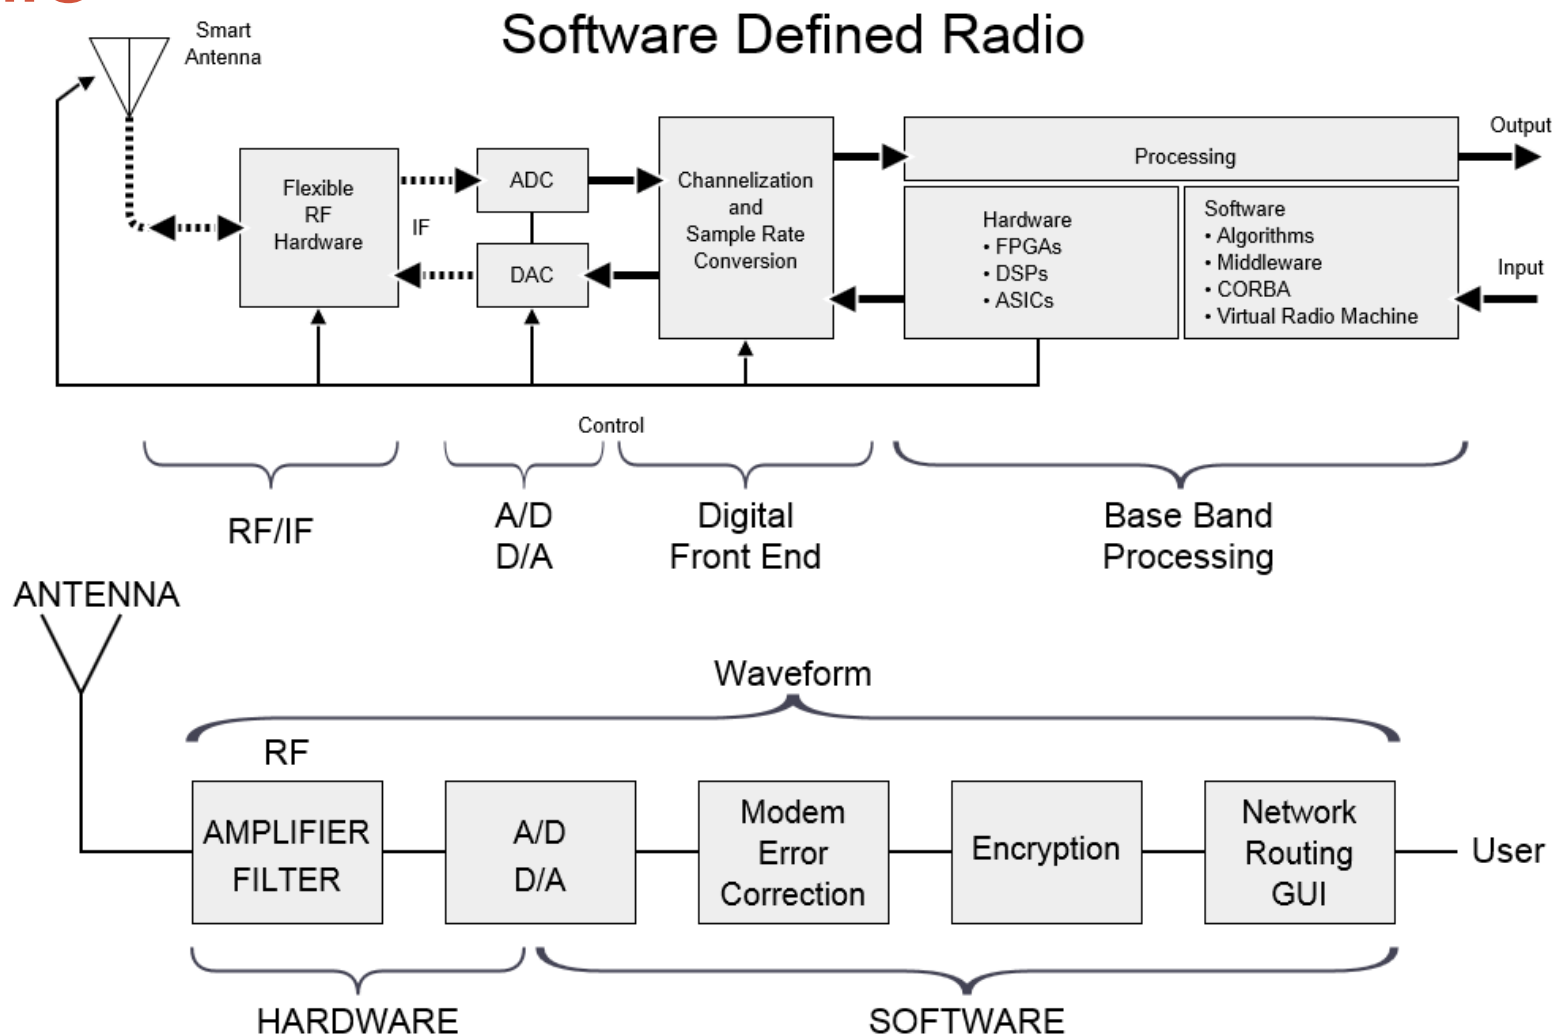 Software Defined Radio
Smart
Antenna
Flexible
RF
Hardware
IF
ADC
DAC
Channelization
and
Sample Rate
Conversion
Processing
Hardware
• FPGAs
• DSPs
• ASICs
Software
• Algorithms
• Middleware
• CORBA
• Virtual Radio Machine
Output
Input
Control
RF/IF
A/D
D/A
Digital
Front End
Base Band
Processing
ANTENNA
Waveform
RF
AMPLIFIER
FILTER
A/D
D/A
Modem
Error
Correction
Encryption
Network
Routing
GUI
User
HARDWARE
SOFTWARE